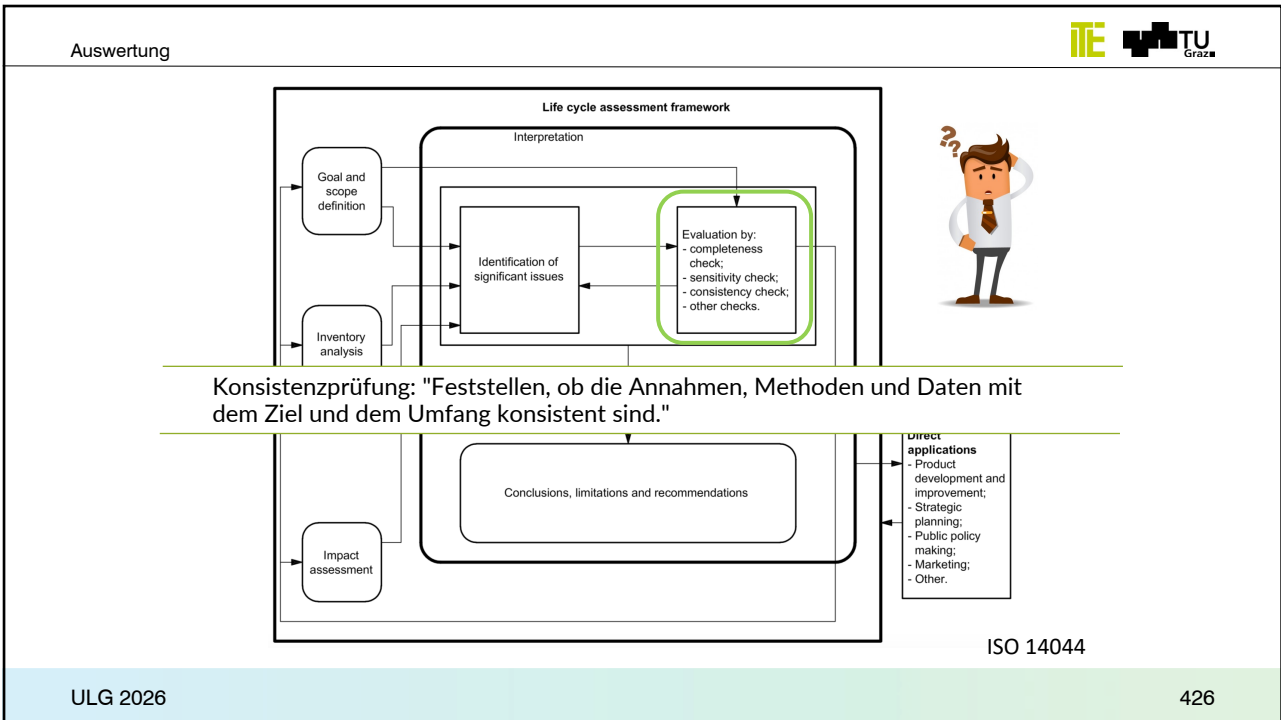 Auswertung
iTE TU
Graz
Life cycle assessment framework
Interpretation
Goal and
scope
definition
Identification of
significant issues
Evaluation by:
- completeness
check;
- sensitivity check;
- consistency check;
- other checks.
??
Inventory
analysis
Konsistenzprüfung: "Feststellen, ob die Annahmen, Methoden und Daten mit
dem Ziel und dem Umfang konsistent sind."
Direct
applications
- Product
development and
improvement;
- Strategic
planning;
- Public policy
making;
- Marketing;
- Other.
Conclusions, limitations and recommendations
Impact
assessment
ISO 14044
ULG 2026
426